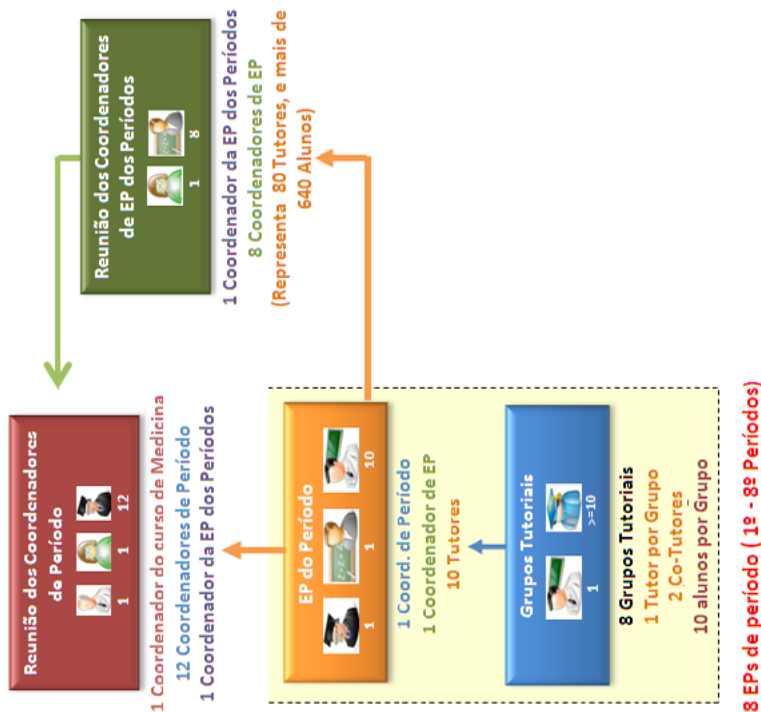 Reunião dos Coordenadores
de Período
1
1
12
1 Coordenador do curso de Medicina
12 Coordenadores de Período
1 Coordenador da EP dos Períodos
Reunião dos Coordenadores
de EP dos Períodos
1
8
1 Coordenador da EP dos Períodos
8 Coordenadores de EP
(Representa 80 Tutores, e mais de
640 Alunos)
EP do Período
1
1
10
1 Coord. de Período
1 Coordenador de EP
10 Tutores
Grupos Tutoriais
1
>=10
8 Grupos Tutoriais
1 Tutor por Grupo
2 Co-Tutores
10 alunos por Grupo
8 EPs de período ( 1º - 8º Períodos)